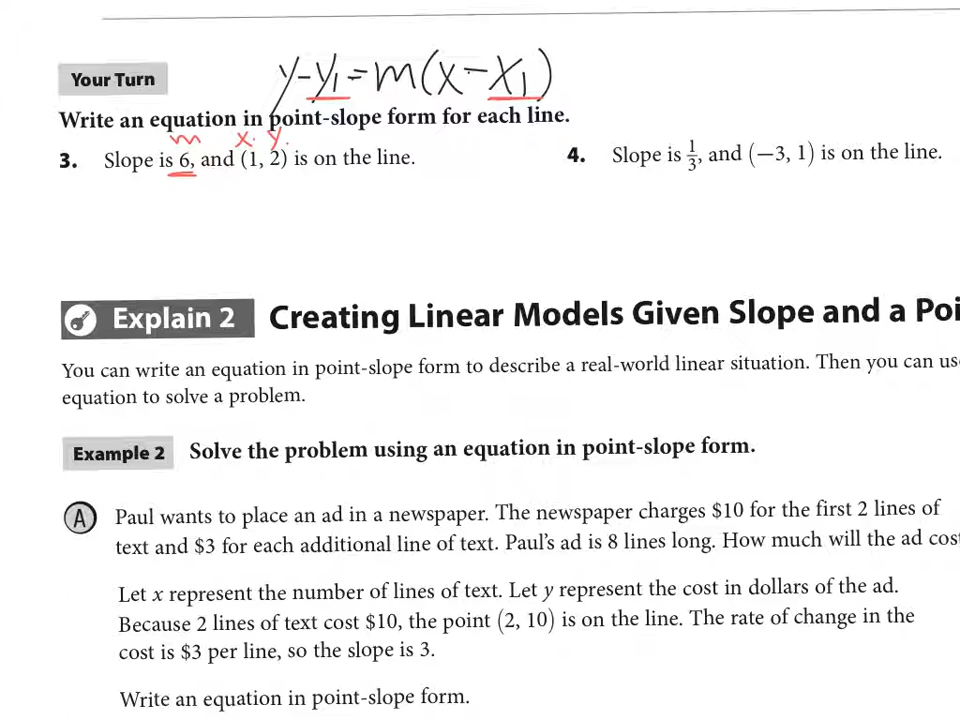 Your Turn
y-y₁=m(x-x₁)
Write an equation in point-slope form for each line.
m x y
3. Slope is 6, and (1, 2) is on the line.
4. Slope is 1/3, and (−3, 1) is on the line.
Explain 2 Creating Linear Models Given Slope and a Poi
You can write an equation in point-slope form to describe a real-world linear situation. Then you can us
equation to solve a problem.
Example 2 Solve the problem using an equation in point-slope form.
A Paul wants to place an ad in a newspaper. The newspaper charges $10 for the first 2 lines of
text and $3 for each additional line of text. Paul's ad is 8 lines long. How much will the ad cost
Let x represent the number of lines of text. Let y represent the cost in dollars of the ad.
Because 2 lines of text cost $10, the point (2, 10) is on the line. The rate of change in the
cost is $3 per line, so the slope is 3.
Write an equation in point-slope form.